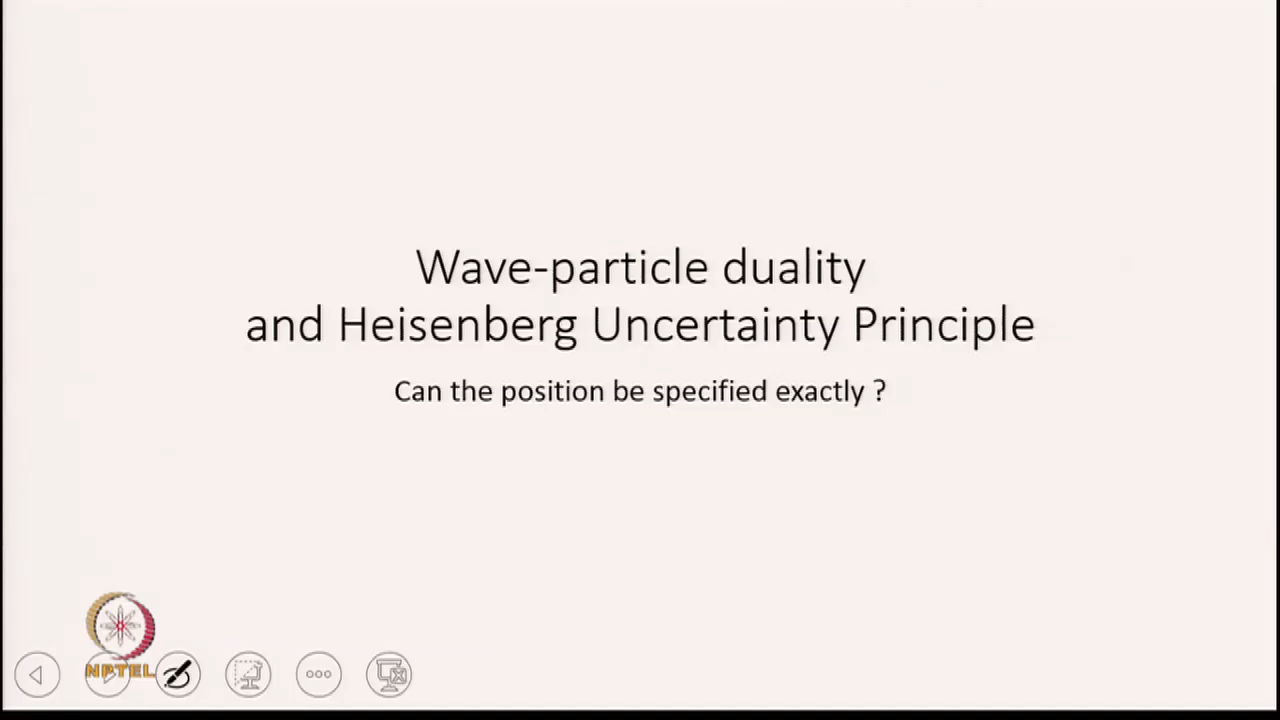 Wave-particle duality
and Heisenberg Uncertainty Principle
Can the position be specified exactly ?
NPTEL